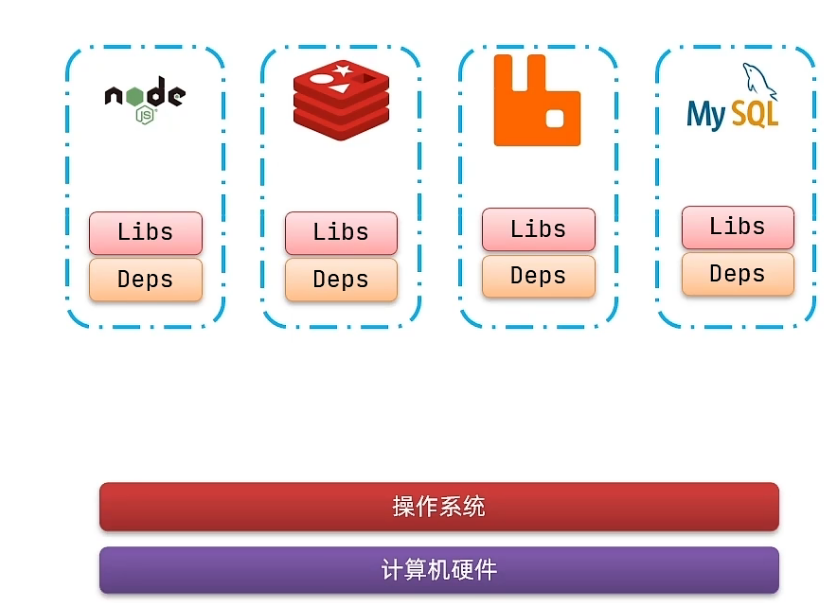 node
JS
MySQL
Libs
Libs
Libs
Libs
Deps
Deps
Deps
Deps
操作系统
计算机硬件